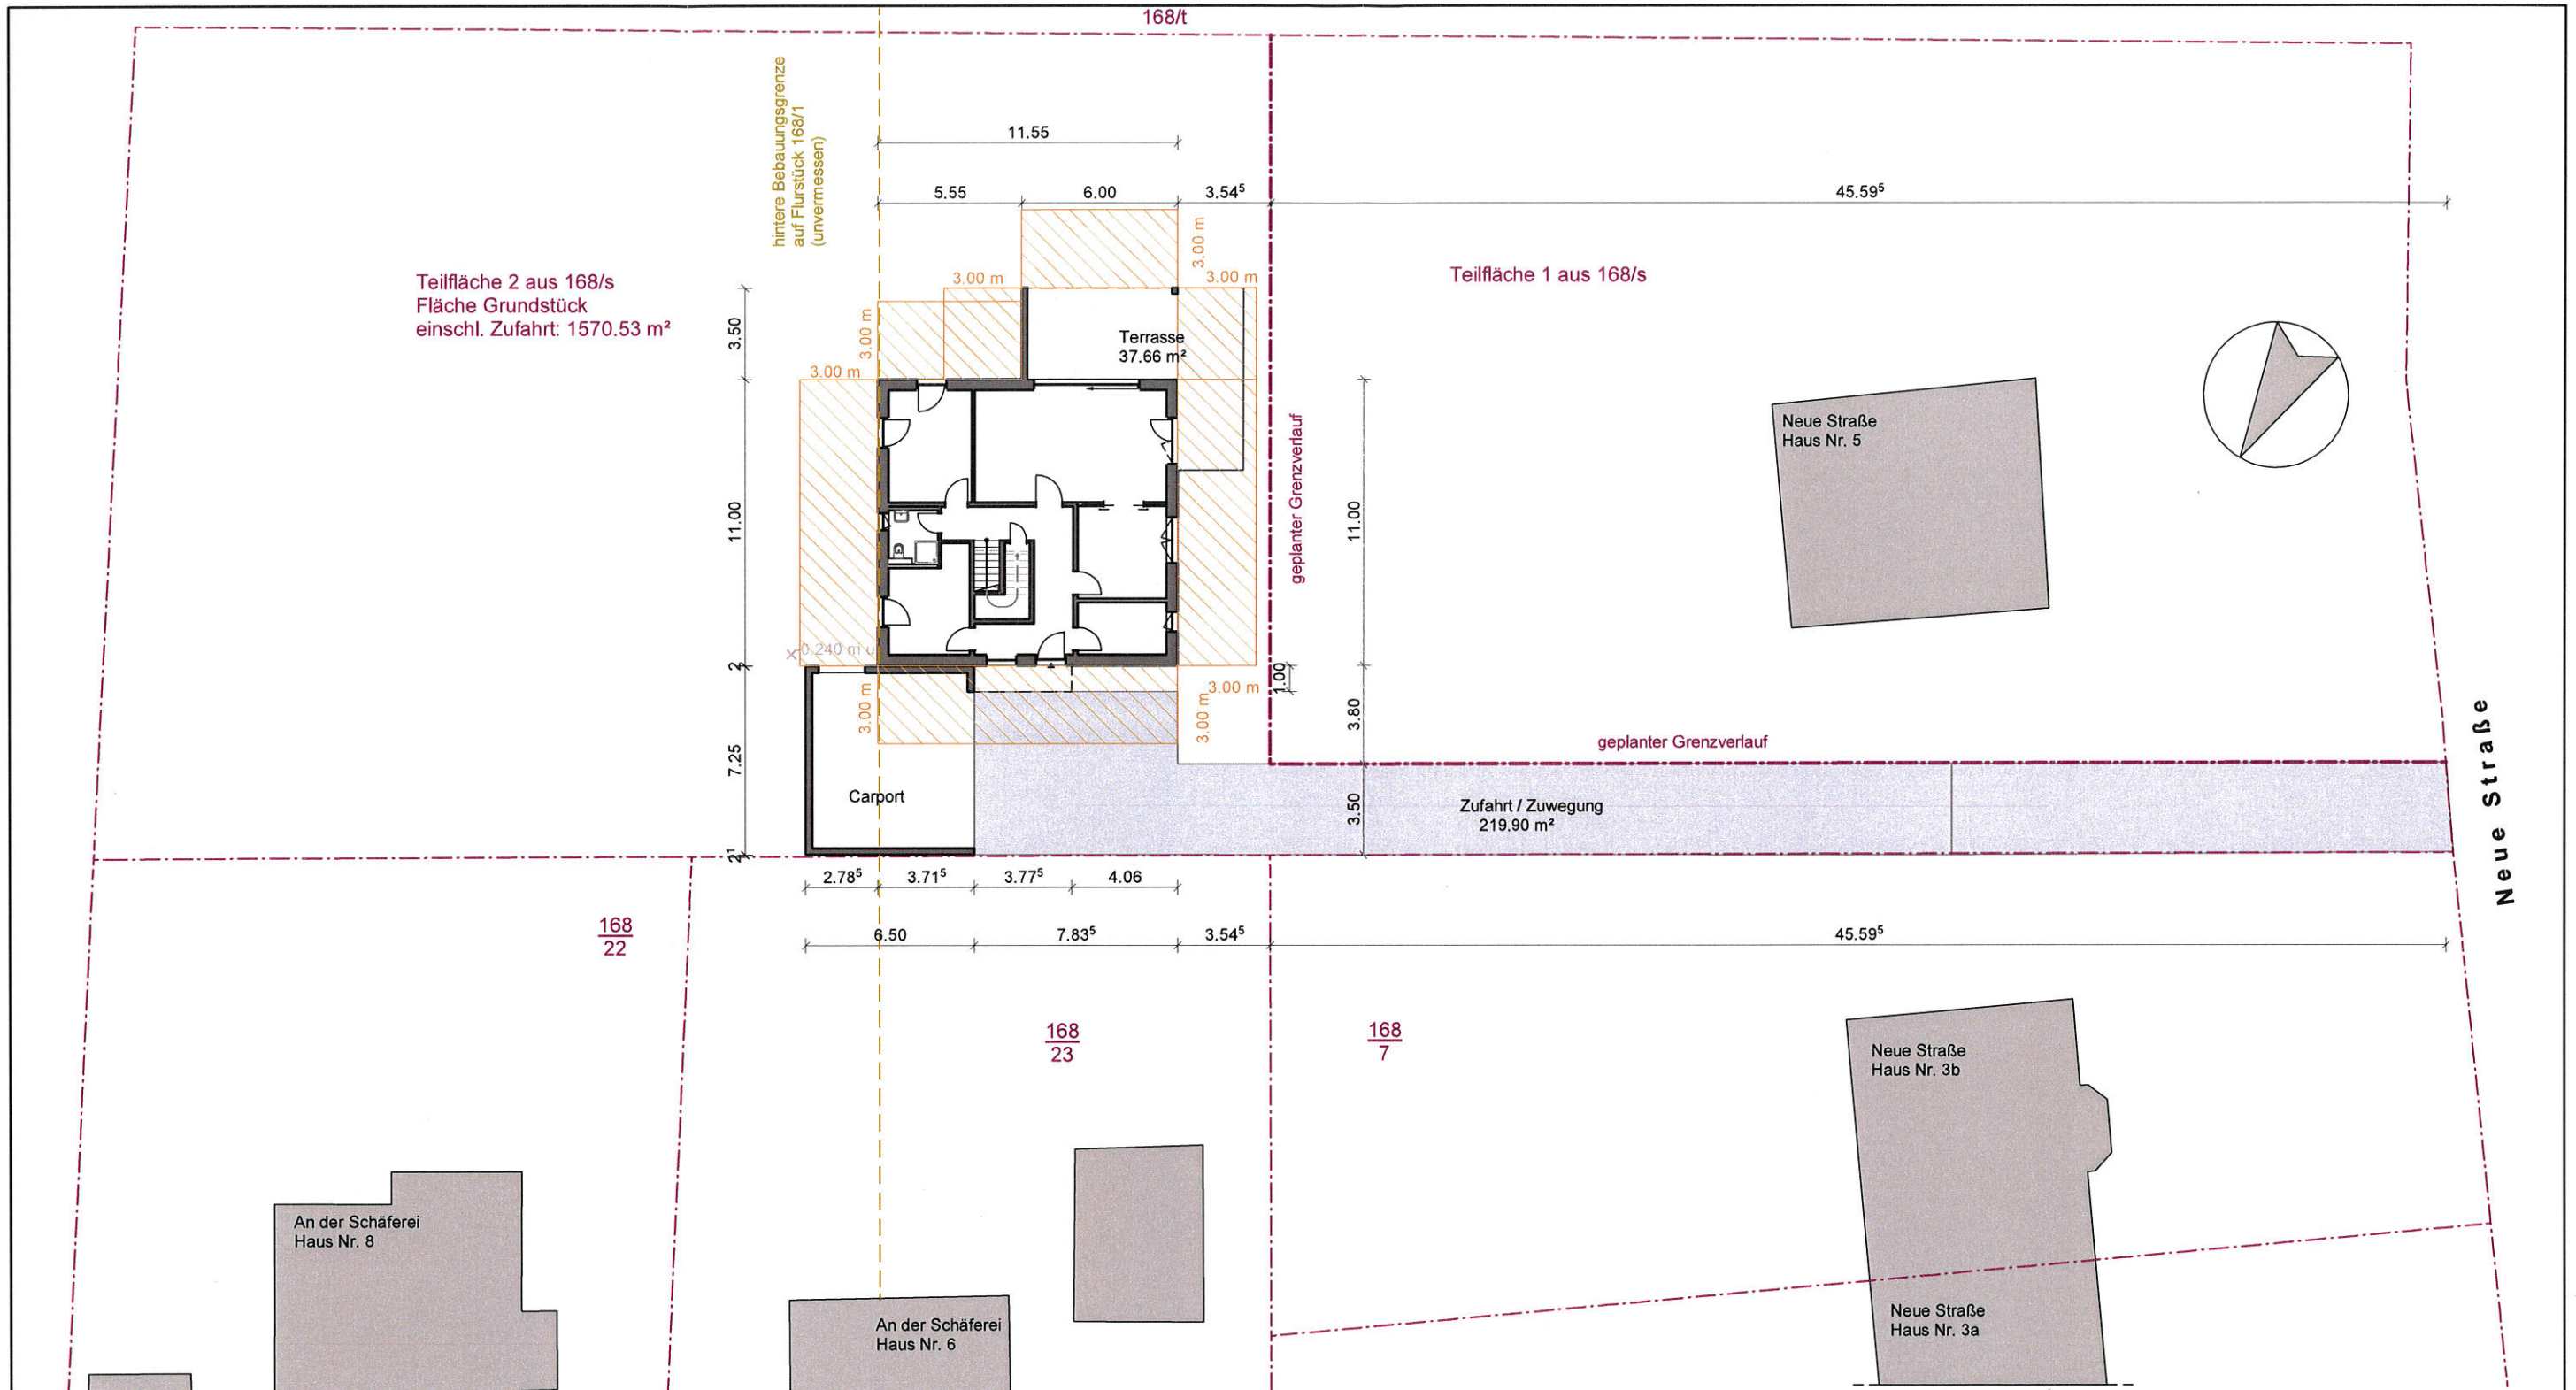 168/t
hintere Bebauungsgrenze
auf Flurstück 168/1
(unvermessen)
11.55
5.55
6.00
3.54⁵
45.59⁵
Teilfläche 2 aus 168/s
Fläche Grundstück
einschl. Zufahrt: 1570.53 m²
Teilfläche 1 aus 168/s
3.00 m
3.00 m
3.00 m
3.00 m
3.00 m
3.50
Terrasse
37.66 m²
Neue Straße
Haus Nr. 5
geplanter Grenzverlauf
11.00
11.00
0.240 m ü
2
3.00 m
3.00 m
3.00 m
1.00
3.80
7.25
geplanter Grenzverlauf
Neue Straße
Carport
3.50
Zufahrt / Zuwegung
219.90 m²
2¹
2.78⁵
3.71⁵
3.77⁵
4.06
6.50
7.83⁵
3.54⁵
45.59⁵
168
22
168
23
168
7
Neue Straße
Haus Nr. 3b
An der Schäferei
Haus Nr. 8
An der Schäferei
Haus Nr. 6
Neue Straße
Haus Nr. 3a